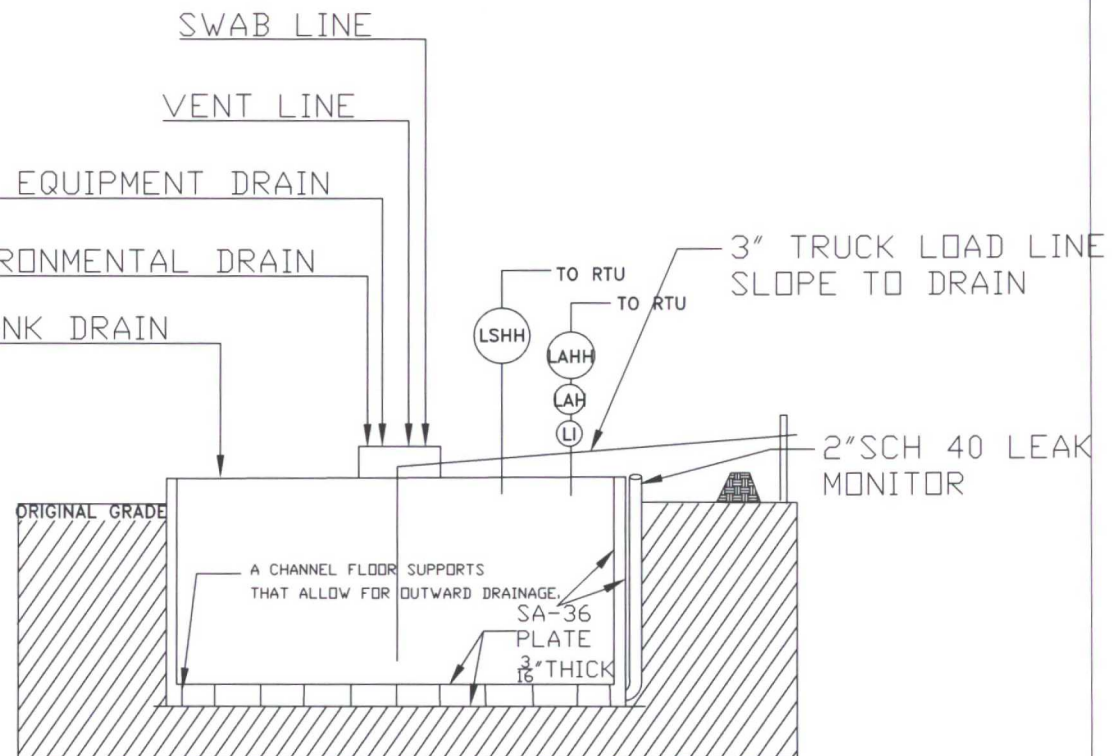 SWAB LINE
VENT LINE
EQUIPMENT DRAIN
RONMENTAL DRAIN
NK DRAIN
TO RTU
TO RTU
LSHH
LAHH
LAH
LI
3" TRUCK LOAD LINE
SLOPE TO DRAIN
2"SCH 40 LEAK
MONITOR
ORIGINAL GRADE
A CHANNEL FLOOR SUPPORTS
THAT ALLOW FOR OUTWARD DRAINAGE.
SA-36
PLATE
3/16"THICK